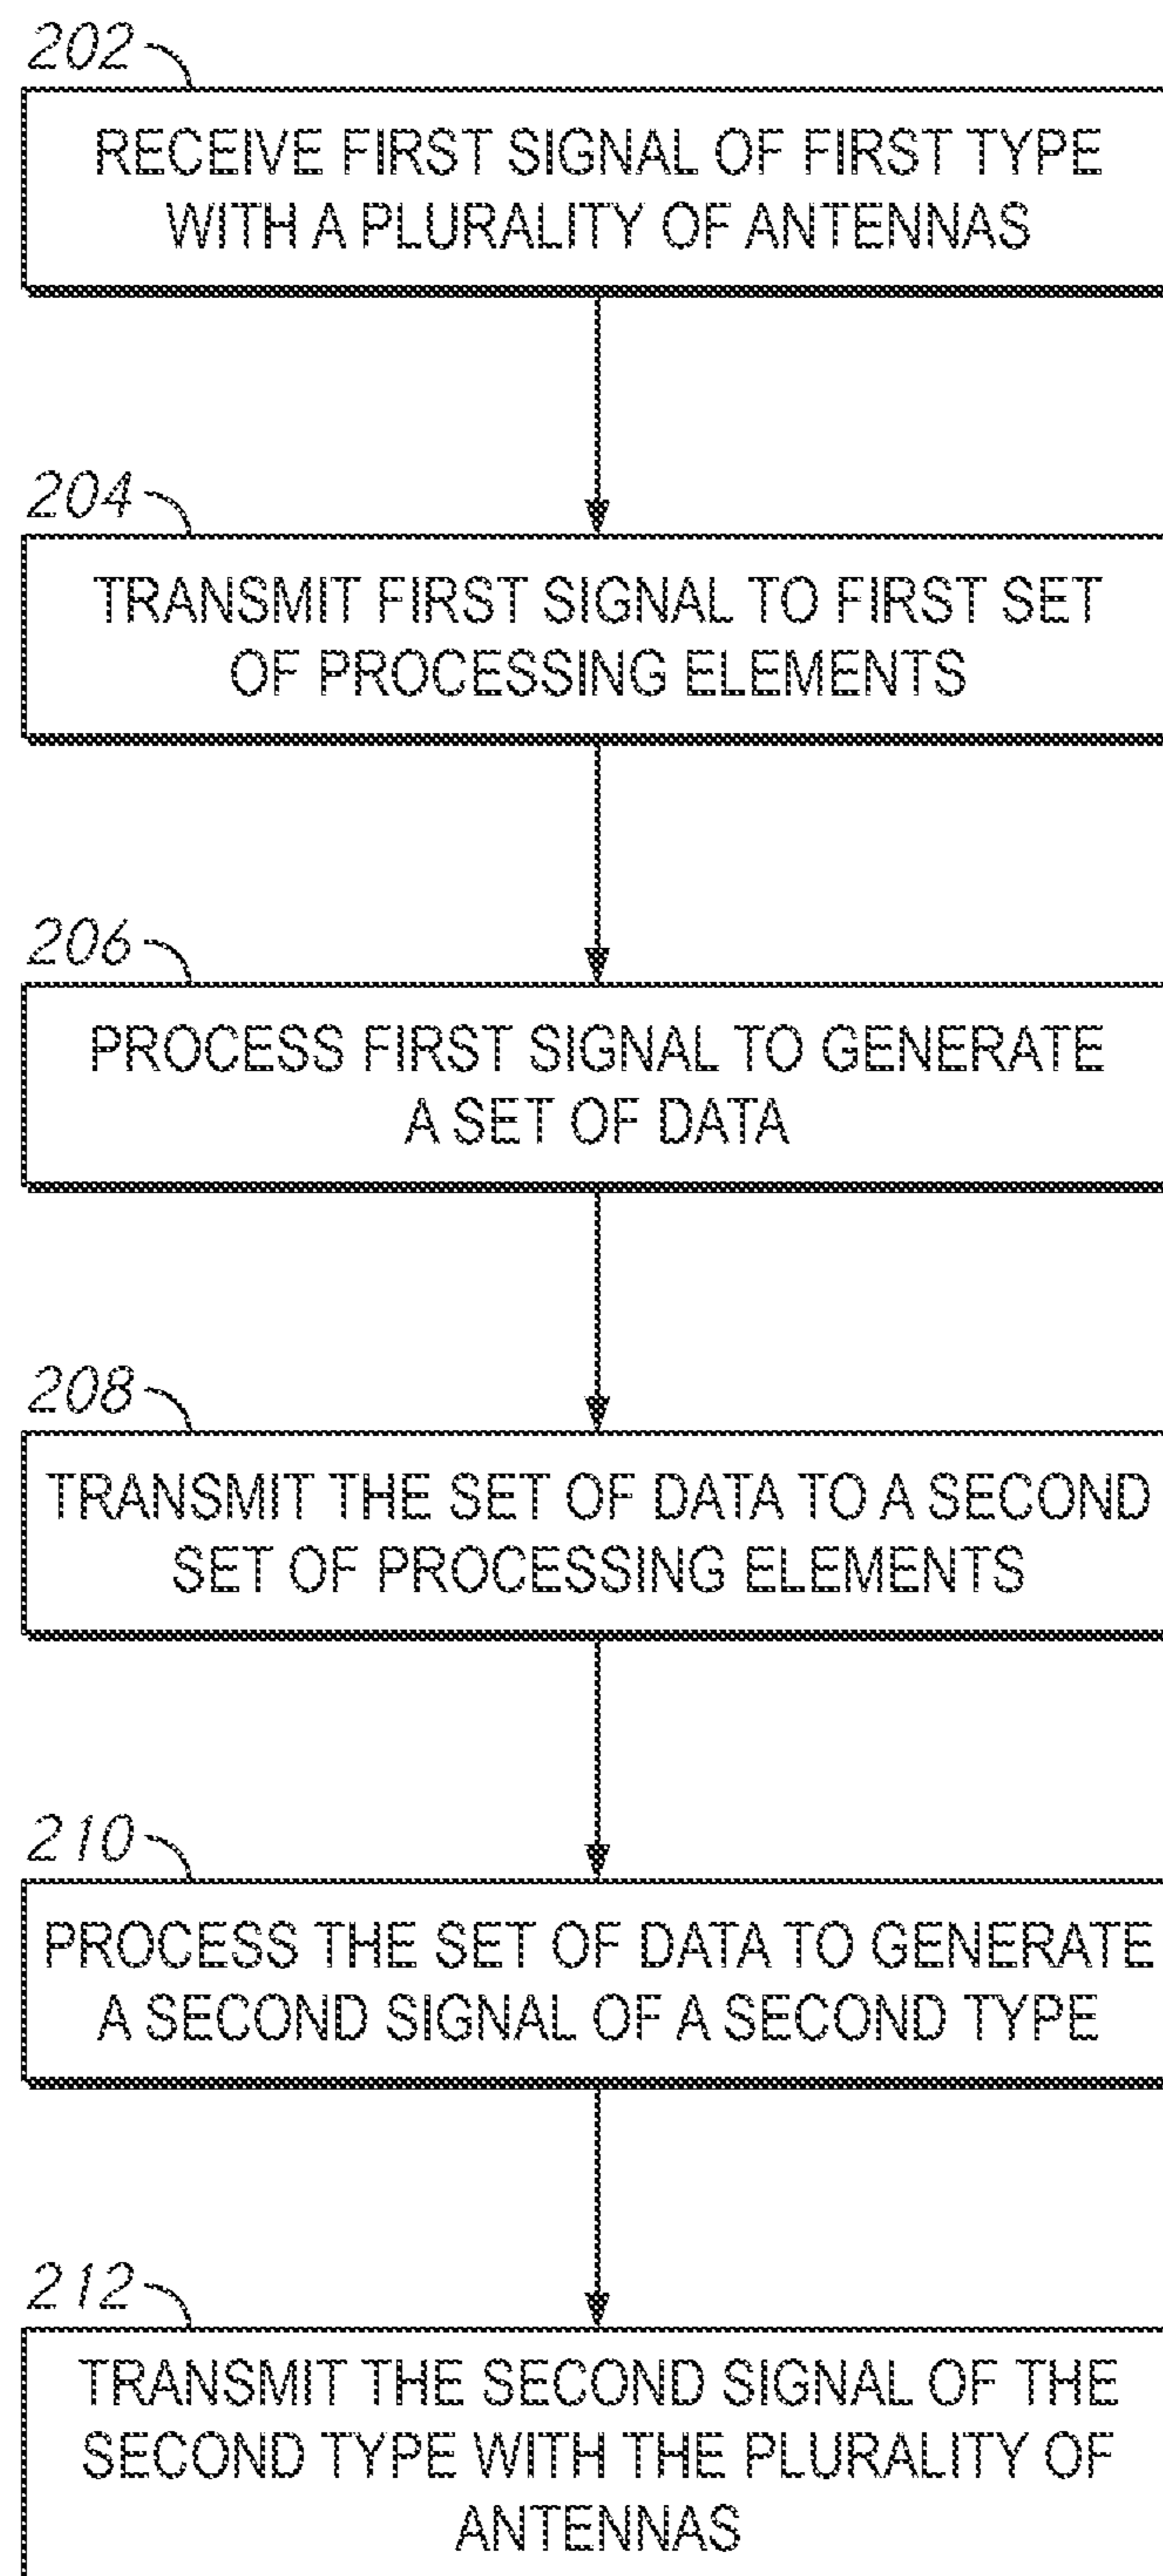 202
RECEIVE FIRST SIGNAL OF FIRST TYPE
WITH A PLURALITY OF ANTENNAS
204
TRANSMIT FIRST SIGNAL TO FIRST SET
OF PROCESSING ELEMENTS
206
PROCESS FIRST SIGNAL TO GENERATE
A SET OF DATA
208
TRANSMIT THE SET OF DATA TO A SECOND
SET OF PROCESSING ELEMENTS
210
PROCESS THE SET OF DATA TO GENERATE
A SECOND SIGNAL OF A SECOND TYPE
212
TRANSMIT THE SECOND SIGNAL OF THE
SECOND TYPE WITH THE PLURALITY OF
ANTENNAS